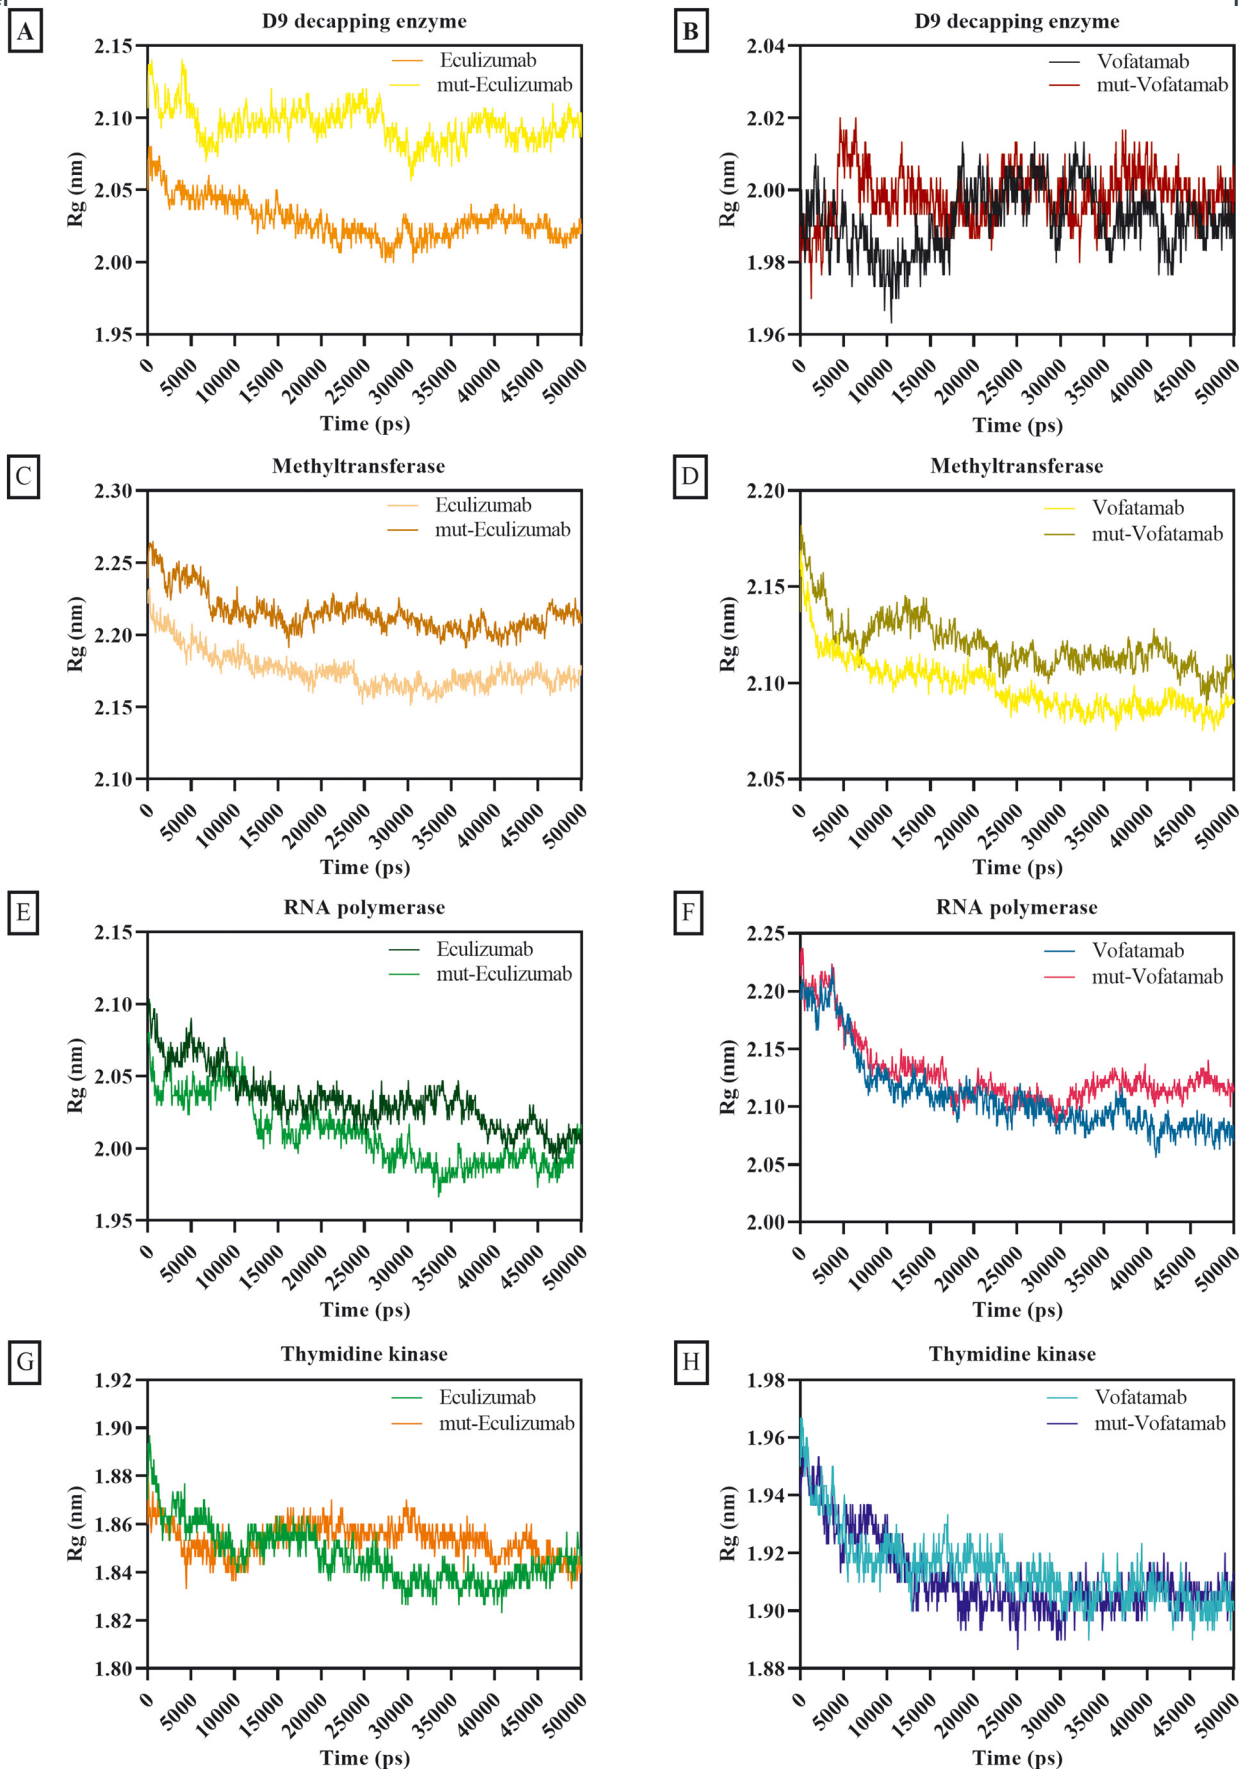 A
D9 decapping enzyme
Eculizumab
mut-Eculizumab
Rg (nm)
2.15
2.10
2.05
2.00
1.95
0 5000 10000 15000 20000 25000 30000 35000 40000 45000 50000
Time (ps)
B
D9 decapping enzyme
Vofatamab
mut-Vofatamab
Rg (nm)
2.04
2.02
2.00
1.98
1.96
0 5000 10000 15000 20000 25000 30000 35000 40000 45000 50000
Time (ps)
C
Methyltransferase
Eculizumab
mut-Eculizumab
Rg (nm)
2.30
2.25
2.20
2.15
2.10
0 5000 10000 15000 20000 25000 30000 35000 40000 45000 50000
Time (ps)
D
Methyltransferase
Vofatamab
mut-Vofatamab
Rg (nm)
2.20
2.15
2.10
2.05
0 5000 10000 15000 20000 25000 30000 35000 40000 45000 50000
Time (ps)
E
RNA polymerase
Eculizumab
mut-Eculizumab
Rg (nm)
2.15
2.10
2.05
2.00
1.95
0 5000 10000 15000 20000 25000 30000 35000 40000 45000 50000
Time (ps)
F
RNA polymerase
Vofatamab
mut-Vofatamab
Rg (nm)
2.25
2.20
2.15
2.10
2.05
2.00
0 5000 10000 15000 20000 25000 30000 35000 40000 45000 50000
Time (ps)
G
Thymidine kinase
Eculizumab
mut-Eculizumab
Rg (nm)
1.92
1.90
1.88
1.86
1.84
1.82
1.80
0 5000 10000 15000 20000 25000 30000 35000 40000 45000 50000
Time (ps)
H
Thymidine kinase
Vofatamab
mut-Vofatamab
Rg (nm)
1.98
1.96
1.94
1.92
1.90
1.88
0 5000 10000 15000 20000 25000 30000 35000 40000 45000 50000
Time (ps)